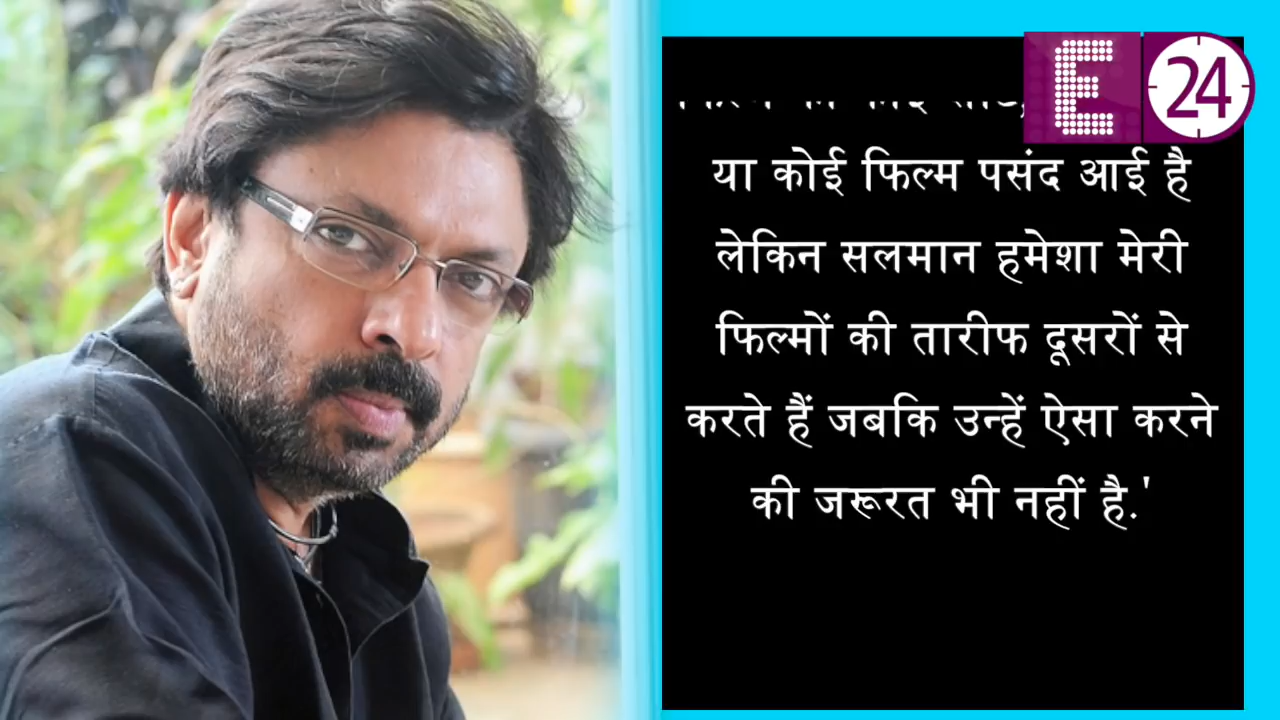 E 24
या कोई फिल्म पसंद आई है
लेकिन सलमान हमेशा मेरी
फिल्मों की तारीफ दूसरों से
करते हैं जबकि उन्हें ऐसा करने
की जरूरत भी नहीं है.'